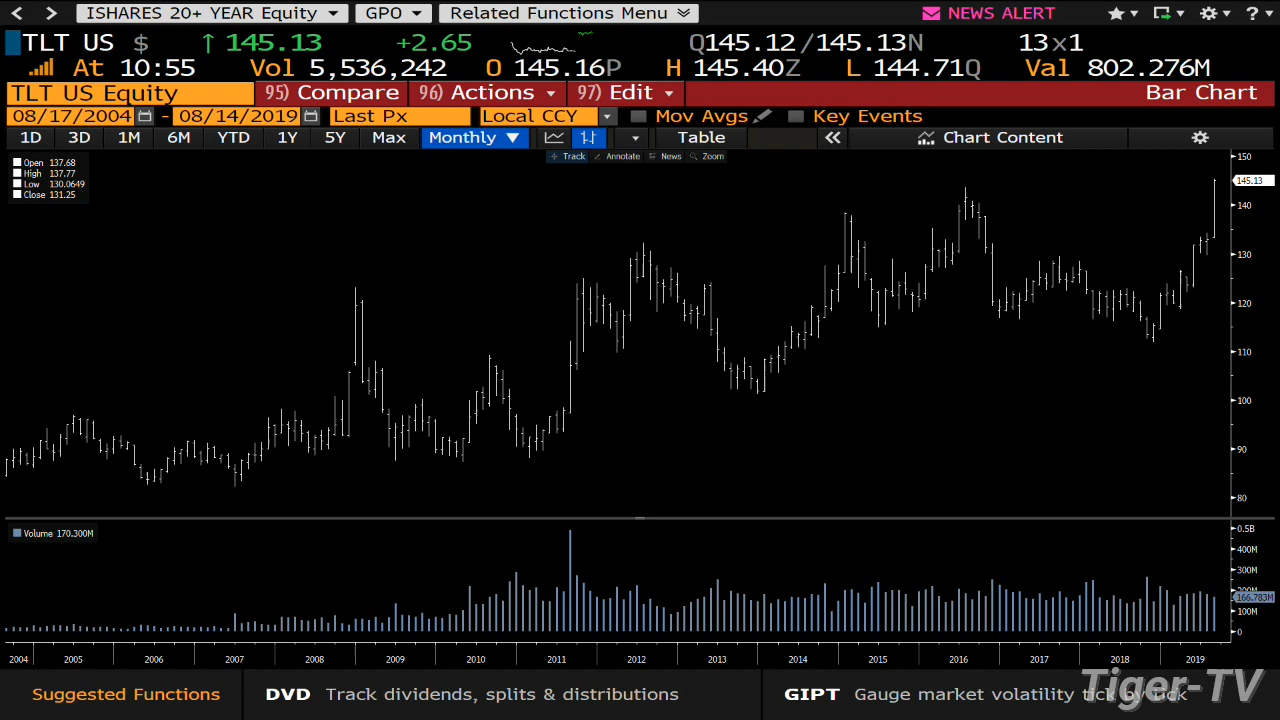 ISHARES 20+ YEAR Equity GPO Related Functions Menu NEWS ALERT ?
TLT US $ ↑ 145.13 +2.65 Q145.12/145.13N 13x1
At 10:55 Vol 5,536,242 O 145.16P H 145.40Z L 144.71Q Val 802.276M
TLT US Equity 95) Compare 96) Actions 97) Edit Bar Chart
08/17/2004 - 08/14/2019 Last Px Local CCY Mov Avgs Key Events
1D 3D 1M 6M YTD 1Y 5Y Max Monthly ▼ Table « Chart Content
Track Annotate News Zoom
Open 137.68
High 137.77
Low 130.0649
Close 131.25
150
145.13
140
130
120
110
100
90
80
Volume 170.300M
0.5B
400M
300M
200M
166.783M
100M
0
2004 2005 2006 2007 2008 2009 2010 2011 2012 2013 2014 2015 2016 2017 2018 2019
Suggested Functions DVD Track dividends, splits & distributions GIPT Gauge market volatility tick by tick
Tiger-TV